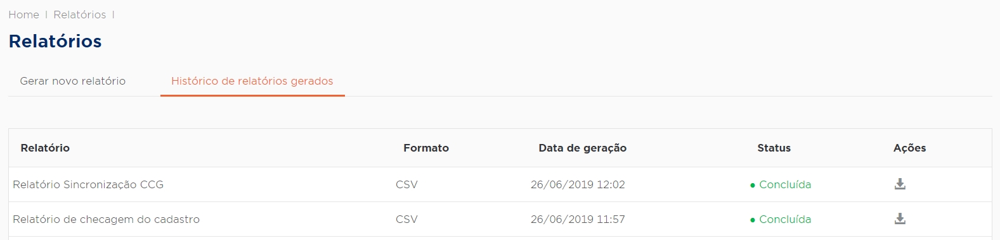 Home | Relatórios |
Relatórios
Gerar novo relatório Histórico de relatórios gerados
Relatório Formato Data de geração Status Ações
Relatório Sincronização CCG CSV 26/06/2019 12:02 • Concluída
Relatório de checagem do cadastro CSV 26/06/2019 11:57 • Concluída